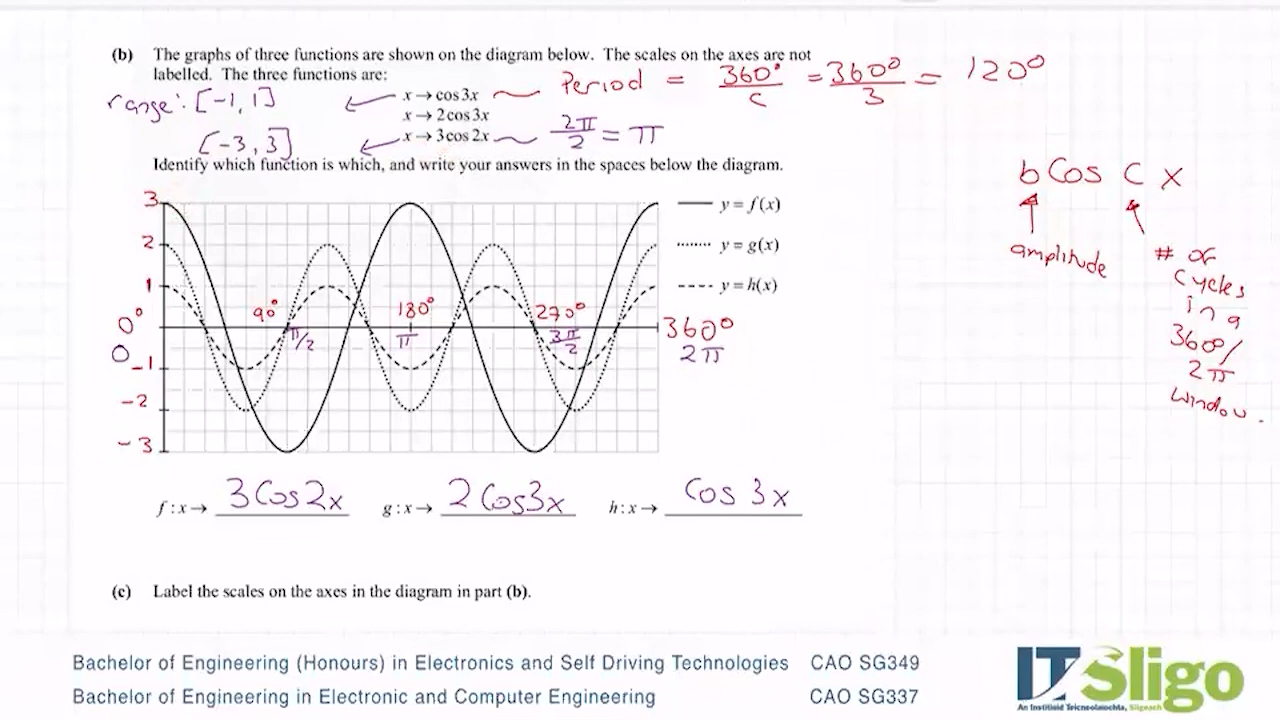 (b) The graphs of three functions are shown on the diagram below. The scales on the axes are not
labelled. The three functions are:
Period = 360°/c = 360°/3 = 120°
range: [-1, 1]
x → cos 3x
x → 2 cos 3x
[-3, 3]
x → 3 cos 2x
2π/2 = π
Identify which function is which, and write your answers in the spaces below the diagram.
b Cos C x
amplitude
# of
cycles
in a
360°/
2π
window.
3
2
1
0°
0
-1
-2
-3
90°
π/2
180°
π
270°
3π/2
360°
2π
y = f(x)
y = g(x)
y = h(x)
f : x → 3Cos2x g : x → 2Cos3x h : x → Cos 3x
(c) Label the scales on the axes in the diagram in part (b).
Bachelor of Engineering (Honours) in Electronics and Self Driving Technologies CAO SG349
Bachelor of Engineering in Electronic and Computer Engineering CAO SG337
IT Sligo
An Institiúid Teicneolaíochta, Sligeach